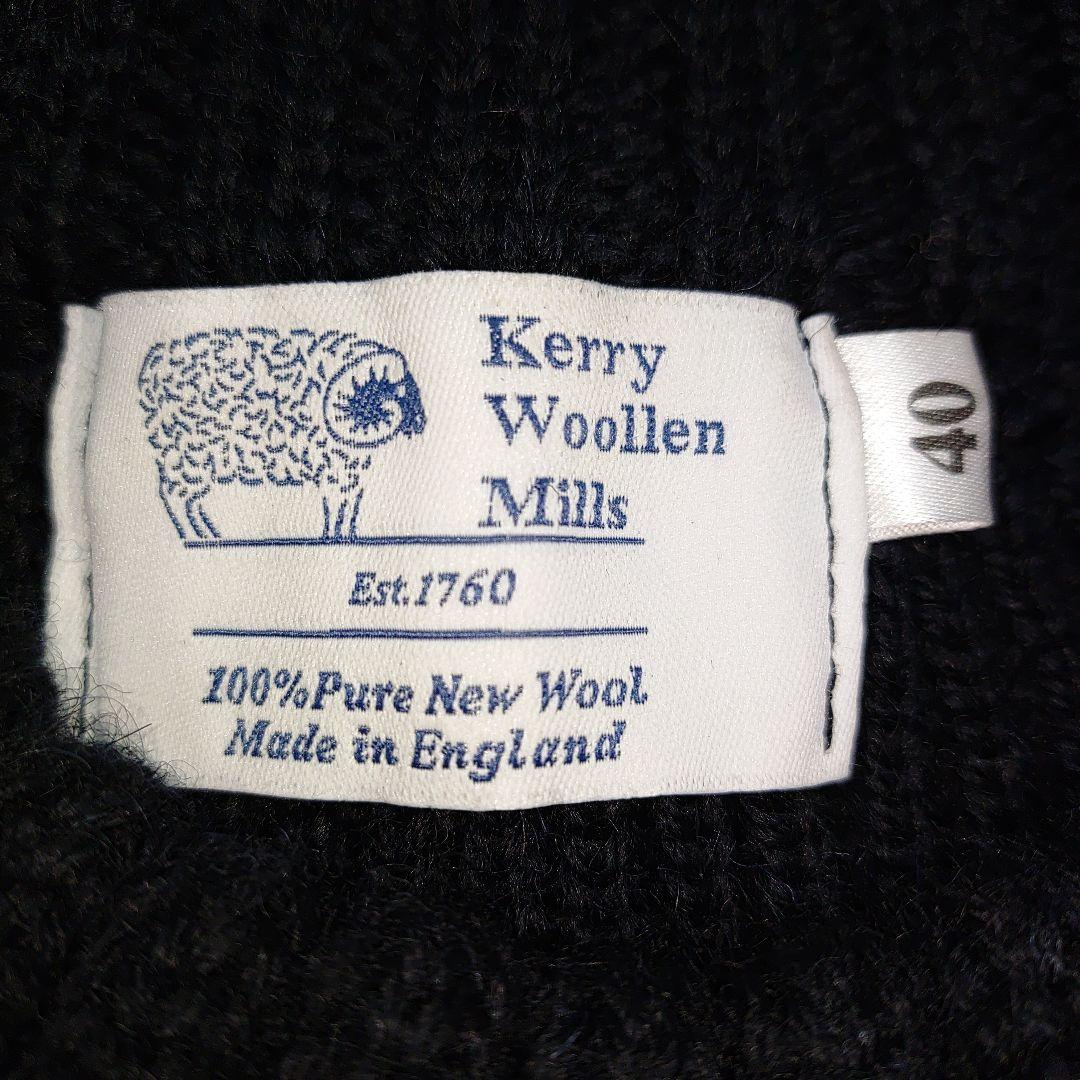 Kerry
Woollen
Mills
Est.1760
100%Pure New Wool
Made in England
40